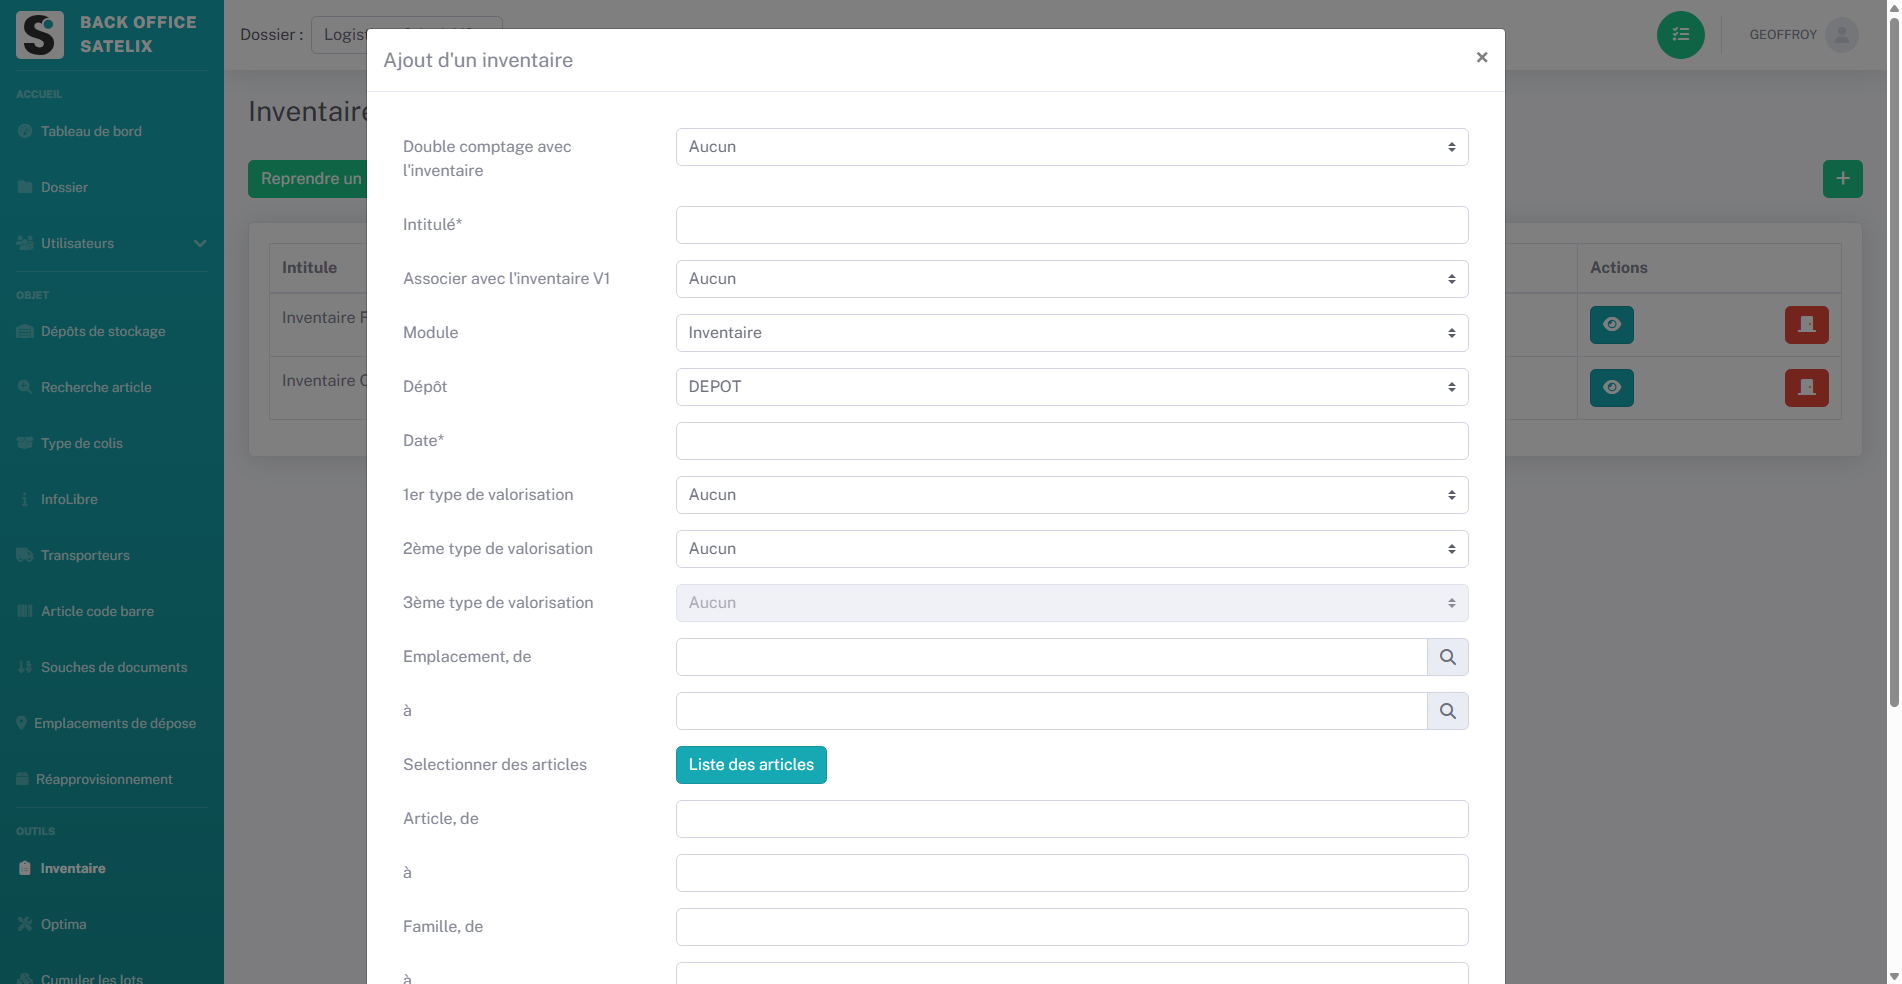 BACK OFFICE
SATELIX
ACCUEIL
Tableau de bord
Dossier
Utilisateurs
OBJET
Dépôts de stockage
Recherche article
Type de colis
InfoLibre
Transporteurs
Article code barre
Souches de documents
Emplacements de dépose
Réapprovisionnement
OUTILS
Inventaire
Optima
Cumuler les lots
Dossier :
GEOFFROY
Inventaire
Reprendre un
+
Intitule
Actions
Inventaire
Inventaire
Ajout d'un inventaire
×
Double comptage avec
l'inventaire
Aucun
Intitulé*
Associer avec l'inventaire V1
Aucun
Module
Inventaire
Dépôt
DEPOT
Date*
1er type de valorisation
Aucun
2ème type de valorisation
Aucun
3ème type de valorisation
Aucun
Emplacement, de
à
Selectionner des articles
Liste des articles
Article, de
à
Famille, de
à